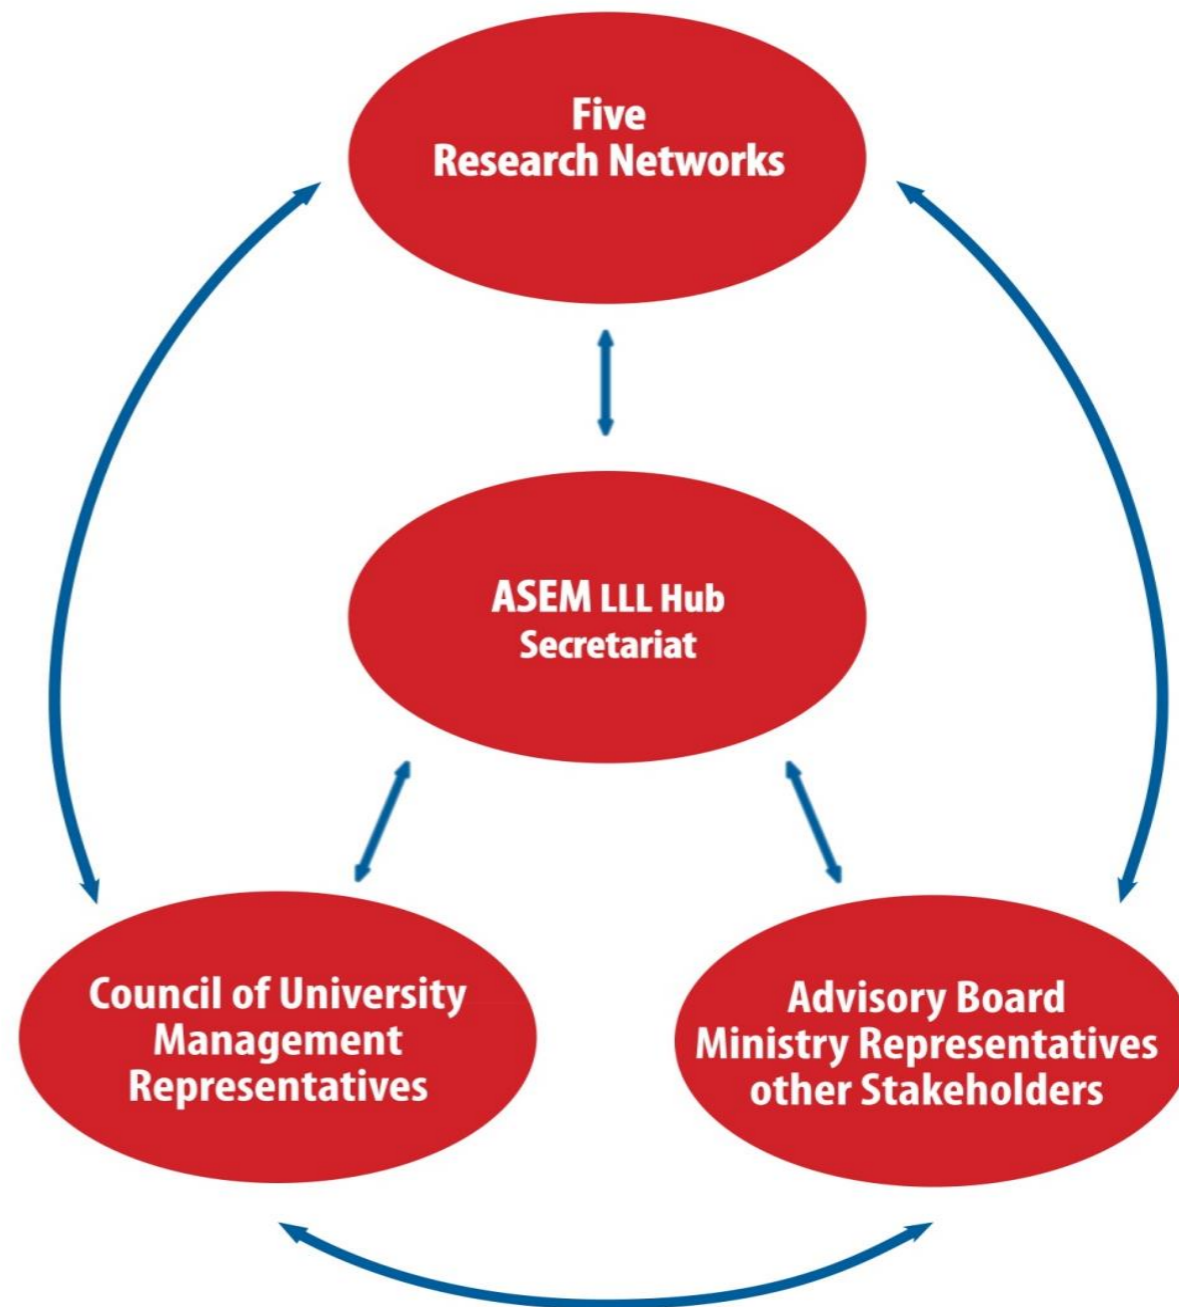 Five
Research Networks
ASEM LLL Hub
Secretariat
Council of University
Management
Representatives
Advisory Board
Ministry Representatives
other Stakeholders